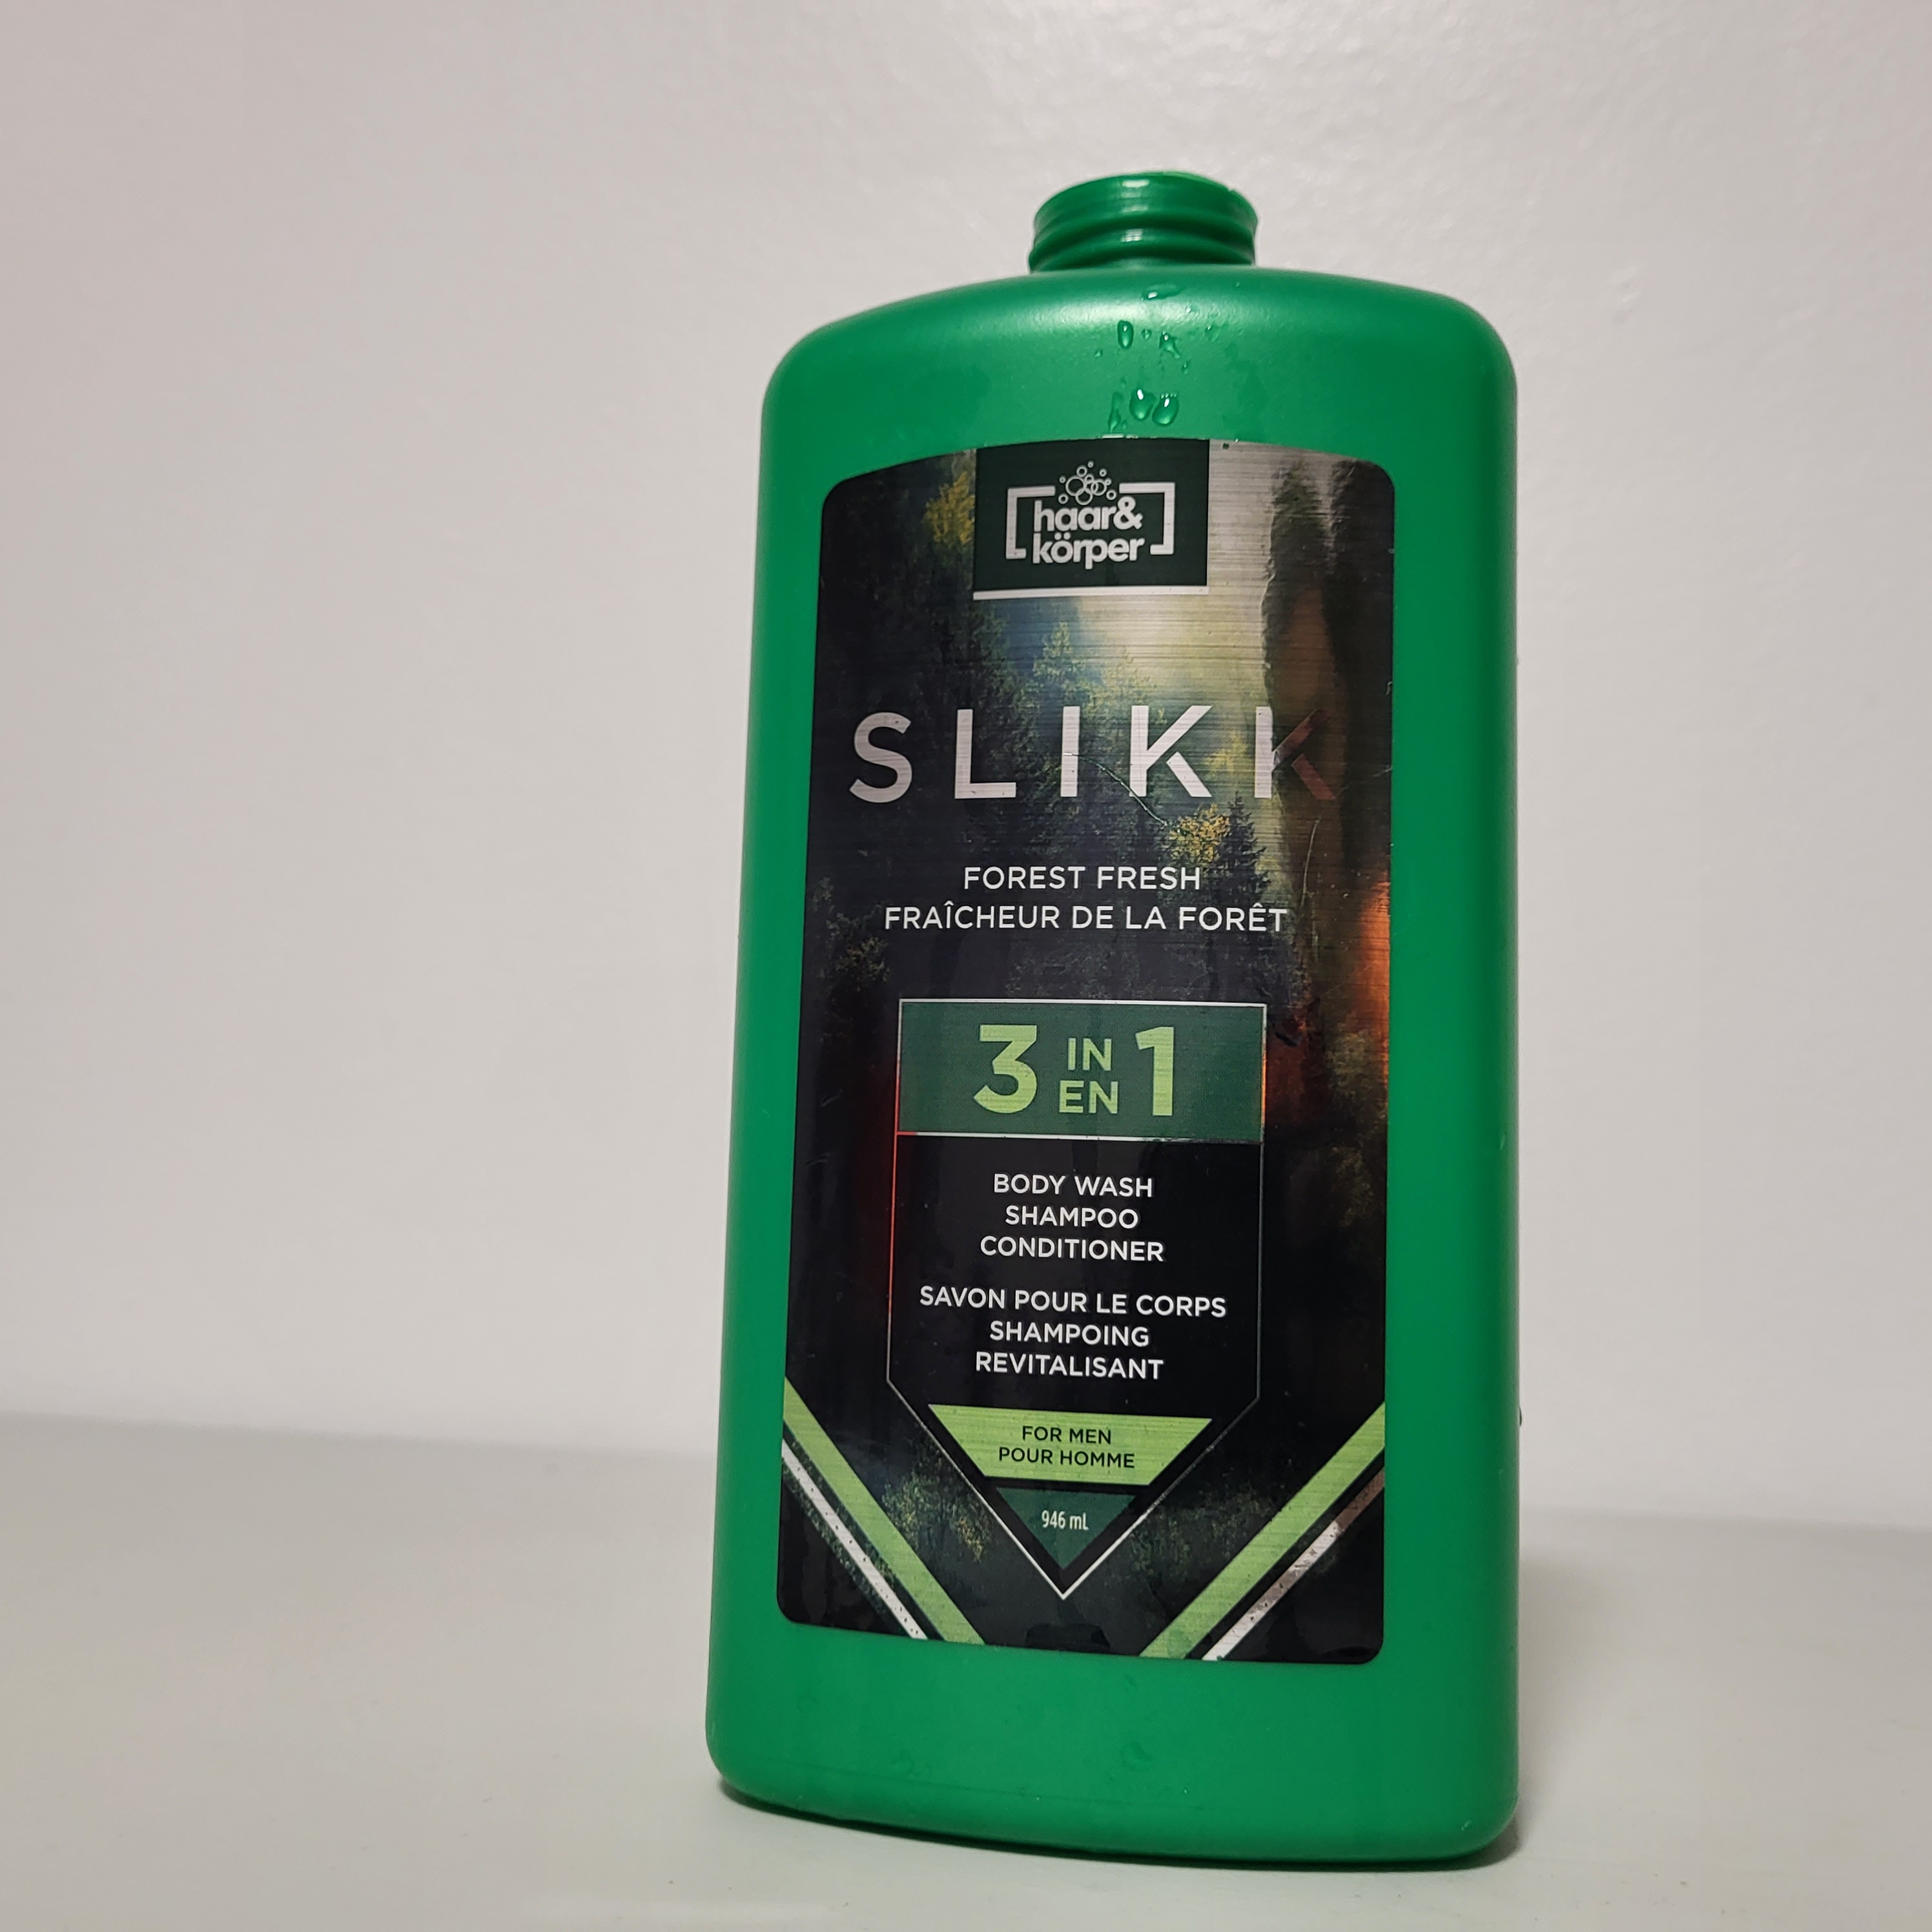 haar&
körper
SLIKK
FOREST FRESH
FRAÎCHEUR DE LA FORÊT
3 IN EN 1
BODY WASH
SHAMPOO
CONDITIONER
SAVON POUR LE CORPS
SHAMPOING
REVITALISANT
FOR MEN
POUR HOMME
946 mL